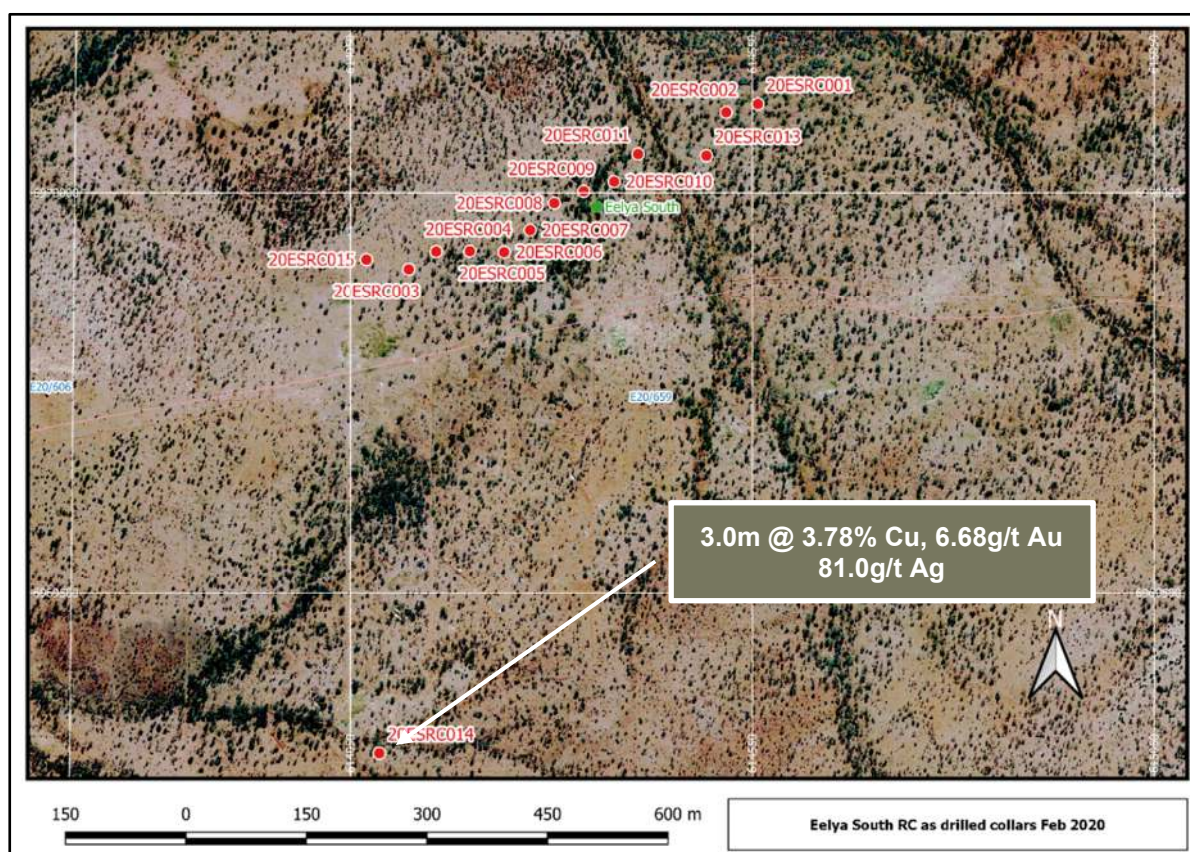 20ESRC001
20ESRC002
20ESRC013
20ESRC011
20ESRC010
20ESRC009
20ESRC008
Eelya South
20ESRC007
20ESRC004
20ESRC006
20ESRC015
20ESRC005
20ESRC003
E20/606
E20/659
3.0m @ 3.78% Cu, 6.68g/t Au
81.0g/t Ag
N
20ESRC014
150 0 150 300 450 600 m
Eelya South RC as drilled collars Feb 2020